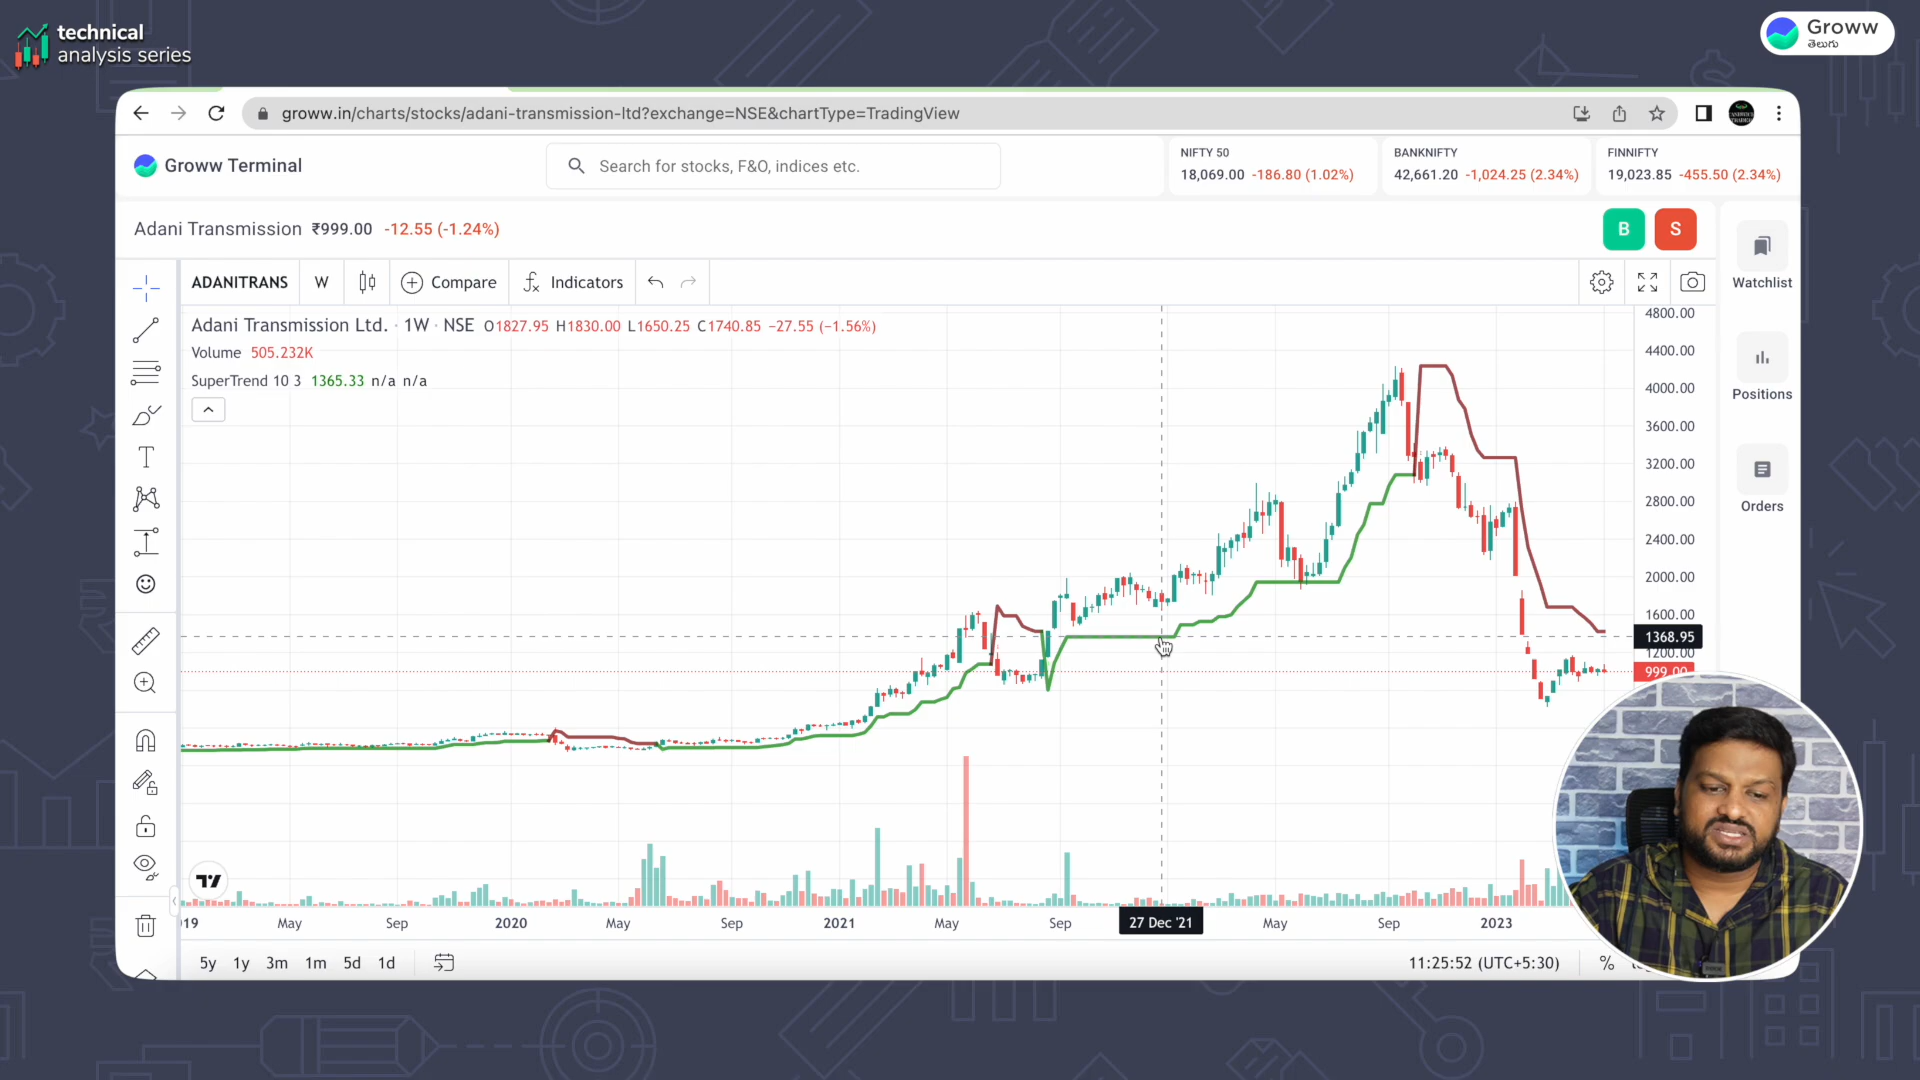 technical
analysis series
Groww
తెలుగు
groww.in/charts/stocks/adani-transmission-ltd?exchange=NSE&chartType=TradingView
Groww Terminal
Search for stocks, F&O, indices etc.
NIFTY 50
18,069.00 -186.80 (1.02%)
BANKNIFTY
42,661.20 -1,024.25 (2.34%)
FINNIFTY
19,023.85 -455.50 (2.34%)
Adani Transmission ₹999.00 -12.55 (-1.24%)
B
S
Watchlist
Positions
Orders
ADANITRANS W Compare Indicators
Adani Transmission Ltd. · 1W · NSE O1827.95 H1830.00 L1650.25 C1740.85 −27.55 (−1.56%)
Volume 505.232K
SuperTrend 10 3 1365.33 n/a n/a
4800.00
4400.00
4000.00
3600.00
3200.00
2800.00
2400.00
2000.00
1600.00
1368.95
1200.00
999.00
May Sep 2020 May Sep 2021 May Sep 27 Dec '21 May Sep 2023
5y 1y 3m 1m 5d 1d
11:25:52 (UTC+5:30) %